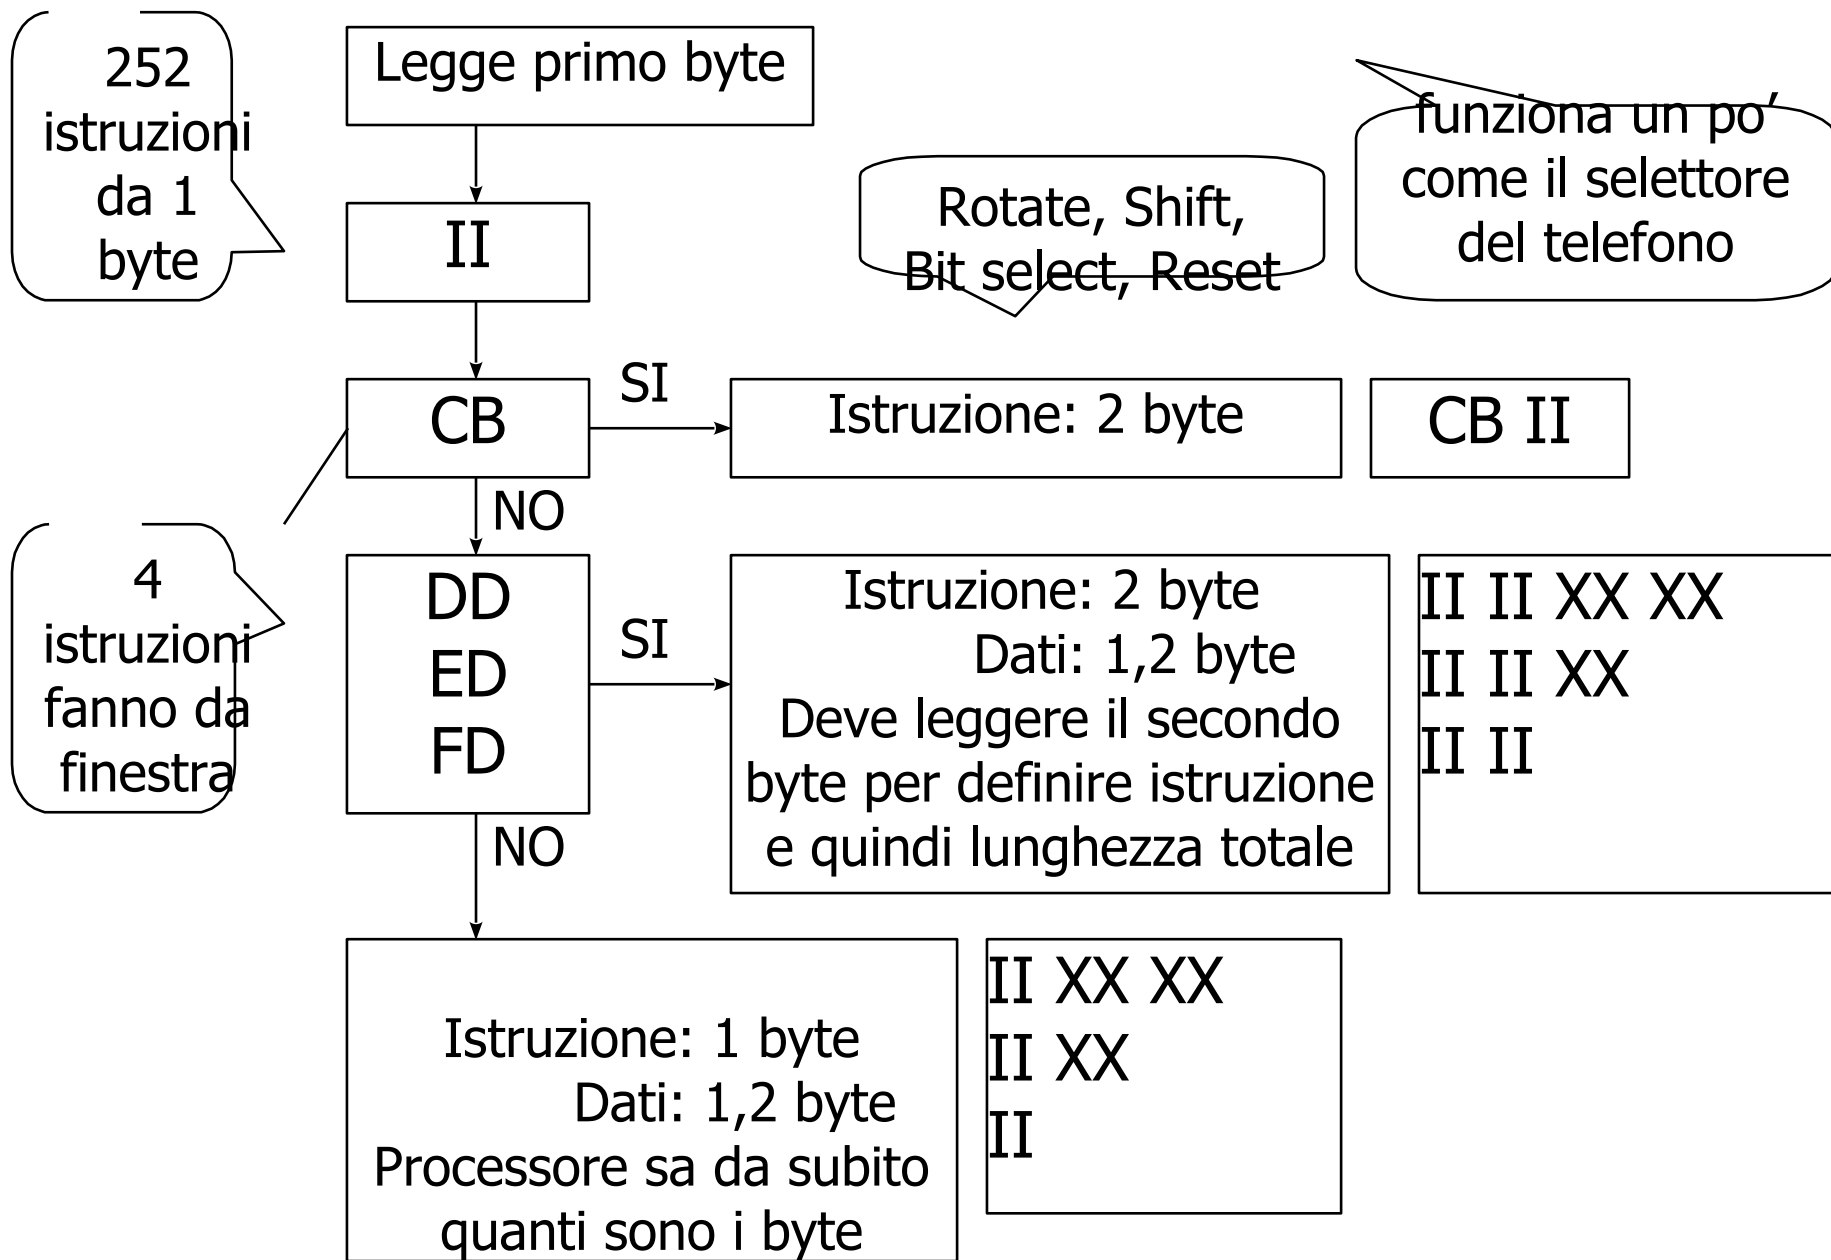 252
istruzioni
da 1
byte
Legge primo byte
funziona un po’
come il selettore
del telefono
II
Rotate, Shift,
Bit select, Reset
CB
SI
Istruzione: 2 byte
CB II
NO
4
istruzioni
fanno da
finestra
DD
ED
FD
SI
Istruzione: 2 byte
Dati: 1,2 byte
Deve leggere il secondo
byte per definire istruzione
e quindi lunghezza totale
II II XX XX
II II XX
II II
NO
Istruzione: 1 byte
Dati: 1,2 byte
Processore sa da subito
quanti sono i byte
II XX XX
II XX
II